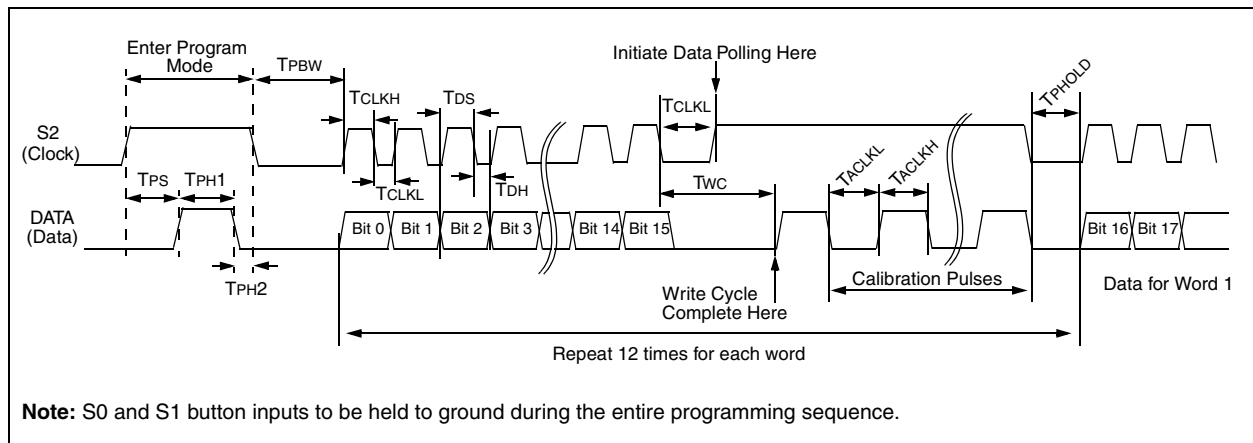 Enter Program
Mode
TPBW
Initiate Data Polling Here
TPHOLD
TCLKH
TDS
TCLKL
S2
(Clock)
TPS
TPH1
TCLKL
TDH
TWC
TACLKL
TACLKH
DATA
(Data)
Bit 0
Bit 1
Bit 2
Bit 3
Bit 14
Bit 15
Bit 16
Bit 17
TPH2
Write Cycle
Complete Here
Calibration Pulses
Data for Word 1
Repeat 12 times for each word
Note: S0 and S1 button inputs to be held to ground during the entire programming sequence.